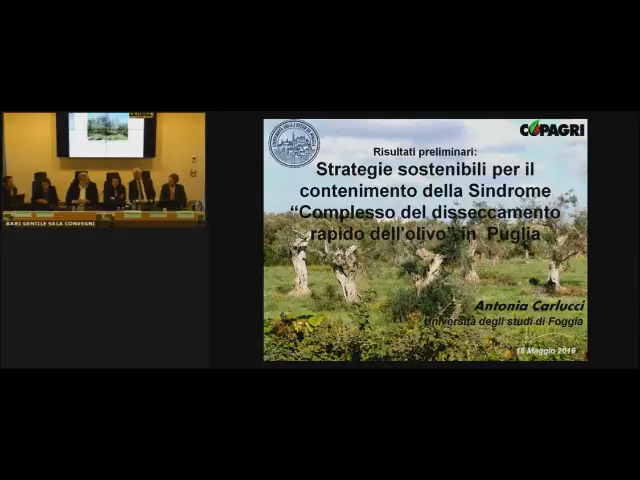 BARI GENTILE SALA CONVEGNI
COPAGRI
Risultati preliminari:
Strategie sostenibili per il
contenimento della Sindrome
“Complesso del disseccamento
rapido dell'olivo” in Puglia
Antonia Carlucci
Università degli studi di Foggia
18 Maggio 2016